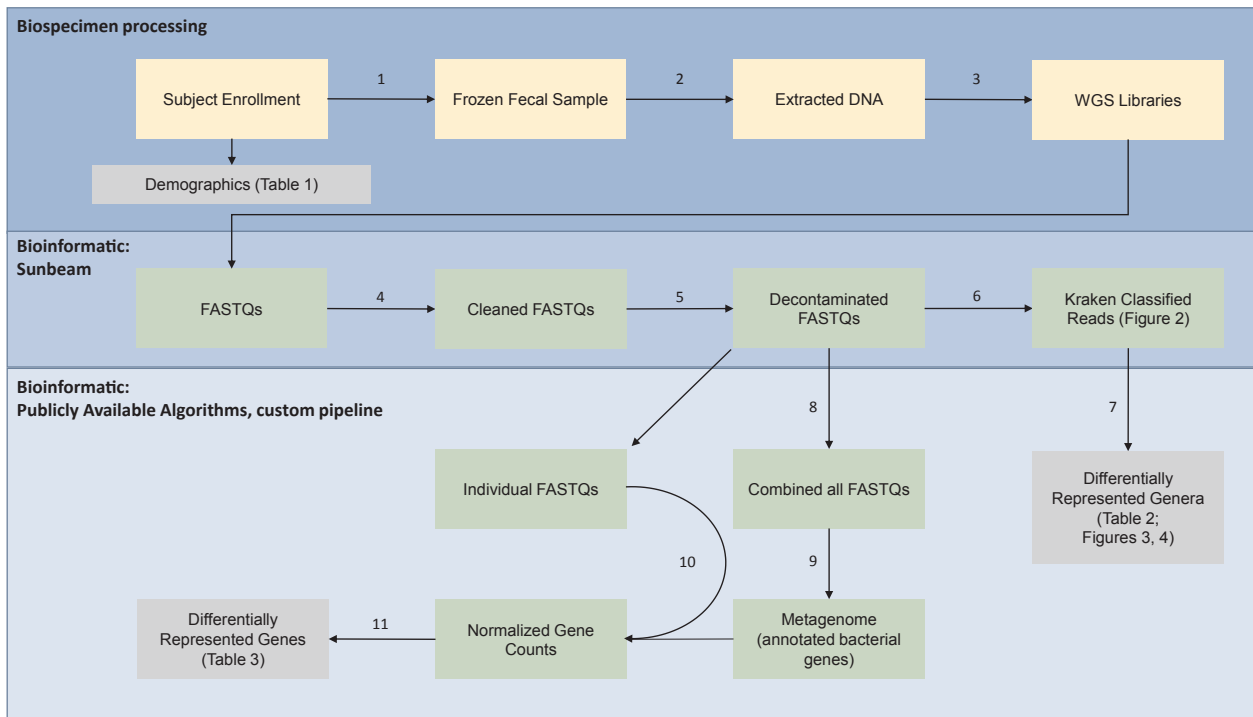 Biospecimen processing
1
2
3
Subject Enrollment
Frozen Fecal Sample
Extracted DNA
WGS Libraries
Demographics (Table 1)
Bioinformatic:
Sunbeam
4
5
6
FASTQs
Cleaned FASTQs
Decontaminated
FASTQs
Kraken Classified
Reads (Figure 2)
Bioinformatic:
Publicly Available Algorithms, custom pipeline
8
7
Individual FASTQs
Combined all FASTQs
Differentially
Represented Genera
(Table 2;
Figures 3, 4)
10
9
Differentially
Represented Genes
(Table 3)
11
Normalized Gene
Counts
Metagenome
(annotated bacterial
genes)